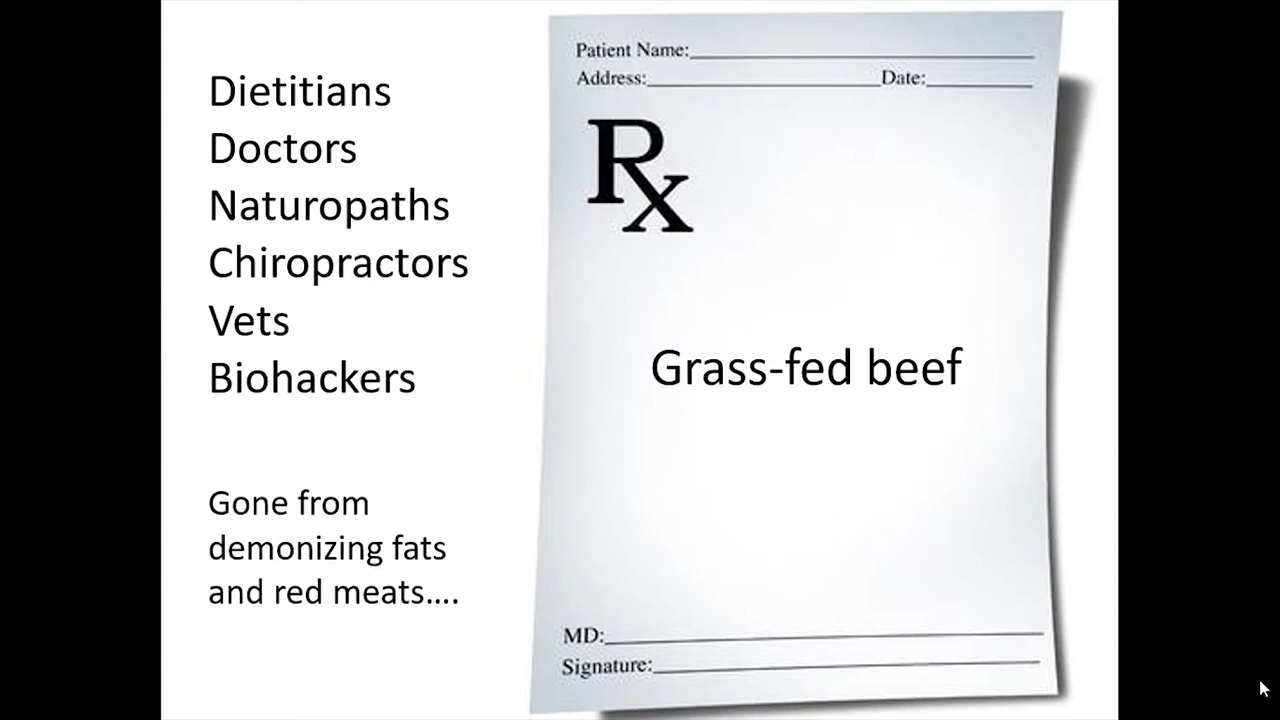 Dietitians
Doctors
Naturopaths
Chiropractors
Vets
Biohackers
Gone from
demonizing fats
and red meats....
Patient Name:
Address: Date:
Rx
Grass-fed beef
MD:
Signature: